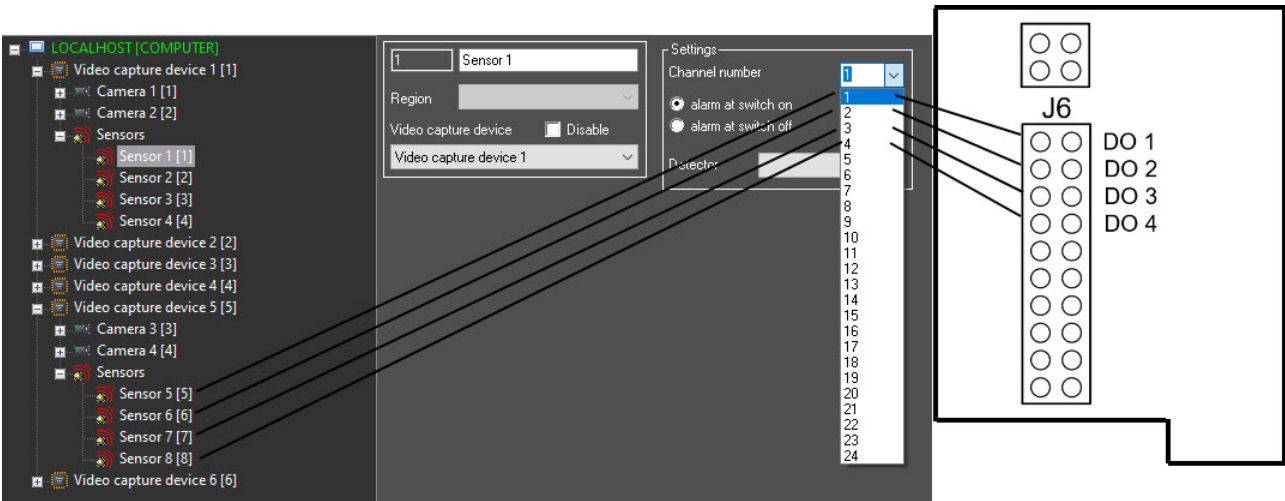 LOCALHOST [COMPUTER]
Video capture device 1 [1]
Camera 1 [1]
Camera 2 [2]
Sensors
Sensor 1 [1]
Sensor 2 [2]
Sensor 3 [3]
Sensor 4 [4]
Video capture device 2 [2]
Video capture device 3 [3]
Video capture device 4 [4]
Video capture device 5 [5]
Camera 3 [3]
Camera 4 [4]
Sensors
Sensor 5 [5]
Sensor 6 [6]
Sensor 7 [7]
Sensor 8 [8]
Video capture device 6 [6]
1 Sensor 1
Region
Video capture device Disable
Video capture device 1
Settings
Channel number 1
alarm at switch on
alarm at switch off
Detector
1
2
3
4
5
6
7
8
9
10
11
12
13
14
15
16
17
18
19
20
21
22
23
24
J6
DO 1
DO 2
DO 3
DO 4